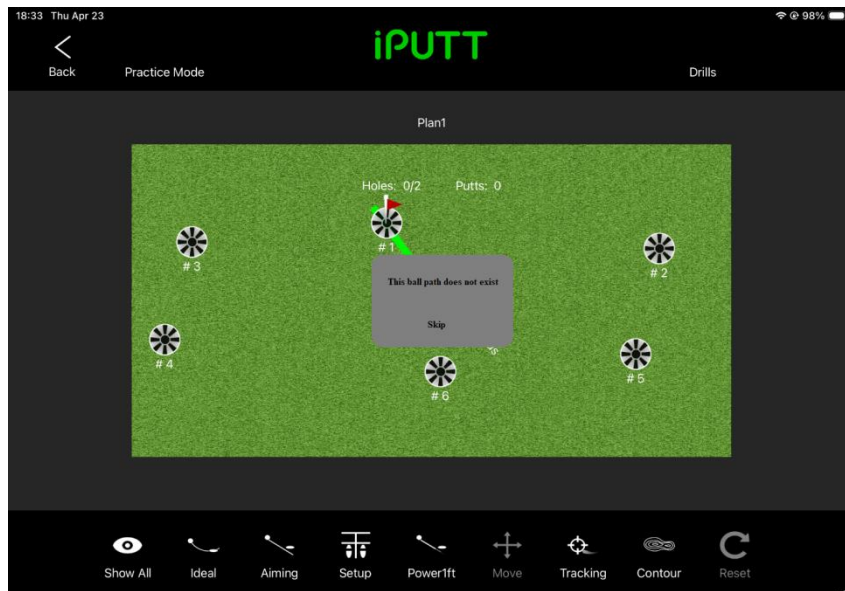 18:33 Thu Apr 23
98%
iPUTT
Back
Practice Mode
Drills
Plan1
Holes: 0/2 Putts: 0
# 1
# 3
# 2
This ball path does not exist
Skip
# 4
# 5
# 6
Show All
Ideal
Aiming
Setup
Power1ft
Move
Tracking
Contour
Reset